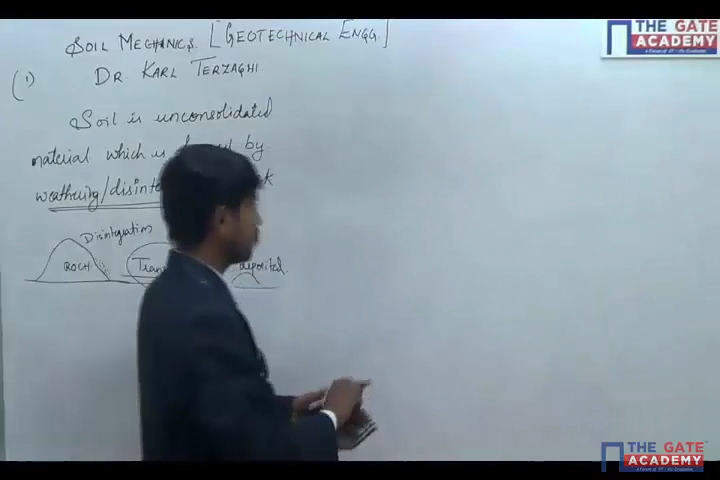 SOIL MECHANICS. [GEOTECHNICAL ENGG.]
(1) DR. KARL TERZAGHI.
Soil is unconsolidated
material which is by
weathering/disinte
Disintegration
ROCK Tran deposited.
THE GATE
ACADEMY
THE GATE
ACADEMY